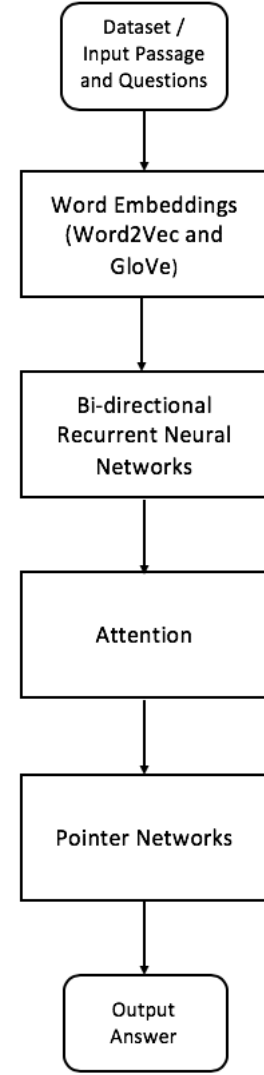 Dataset /
Input Passage
and Questions
Word Embeddings
(Word2Vec and
GloVe)
Bi-directional
Recurrent Neural
Networks
Attention
Pointer Networks
Output
Answer